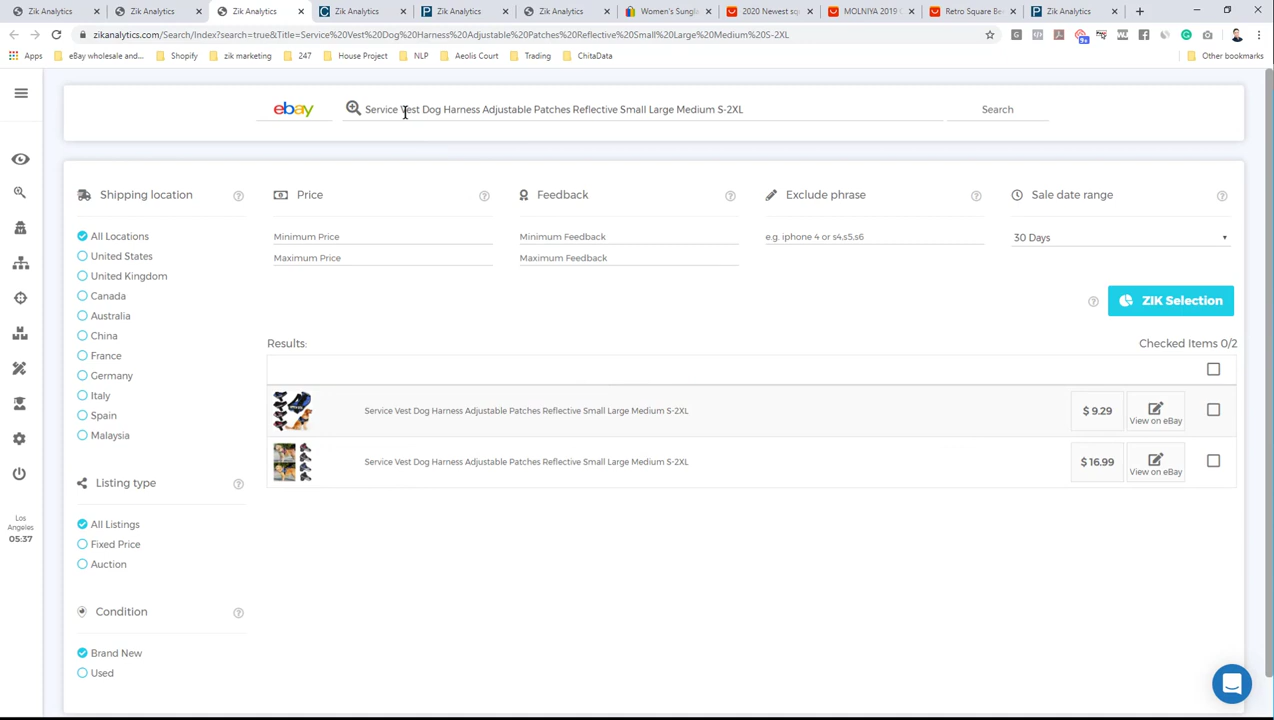 Zik Analytics
Zik Analytics
Zik Analytics
Zik Analytics
Zik Analytics
Zik Analytics
Women's Sungl
2020 Newest sq
MOLNIYA 2019
Retro Square Be
Zik Analytics
zikanalytics.com/Search/Index?search=true&Title=Service%20Vest%20Dog%20Harness%20Adjustable%20Patches%20Reflective%20Small%20Large%20Medium%20S-2XL
9+
Apps
eBay wholesale and...
Shopify
zik marketing
247
House Project
NLP
Aeolis Court
Trading
ChitaData
Other bookmarks
ebay
Service Vest Dog Harness Adjustable Patches Reflective Small Large Medium S-2XL
Search
Shipping location
Price
Feedback
Exclude phrase
Sale date range
All Locations
Minimum Price
Minimum Feedback
e.g. iphone 4 or s4,s5,s6
30 Days
United States
Maximum Price
Maximum Feedback
United Kingdom
Canada
Australia
China
France
Germany
Italy
Spain
Malaysia
ZIK Selection
Results:
Checked Items 0/2
Service Vest Dog Harness Adjustable Patches Reflective Small Large Medium S-2XL
$ 9.29
View on eBay
Service Vest Dog Harness Adjustable Patches Reflective Small Large Medium S-2XL
$ 16.99
View on eBay
Listing type
All Listings
Fixed Price
Auction
Los
Angeles
05:37
Condition
Brand New
Used